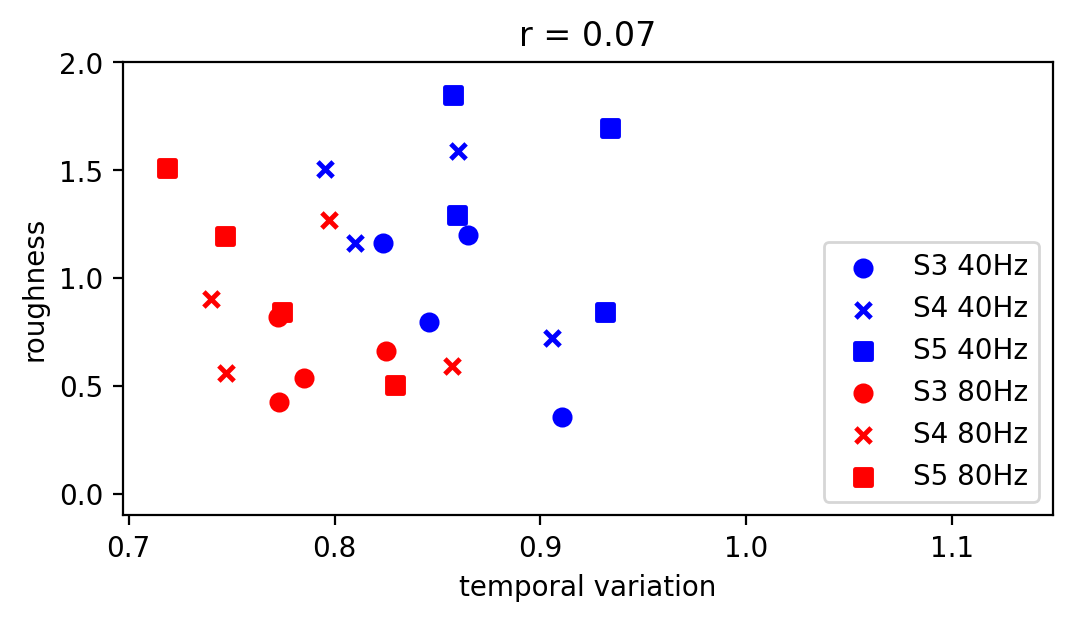 r = 0.07
2.0
1.5
1.0
0.5
0.0
roughness
0.7
0.8
0.9
1.0
1.1
temporal variation
S3 40Hz
S4 40Hz
S5 40Hz
S3 80Hz
S4 80Hz
S5 80Hz